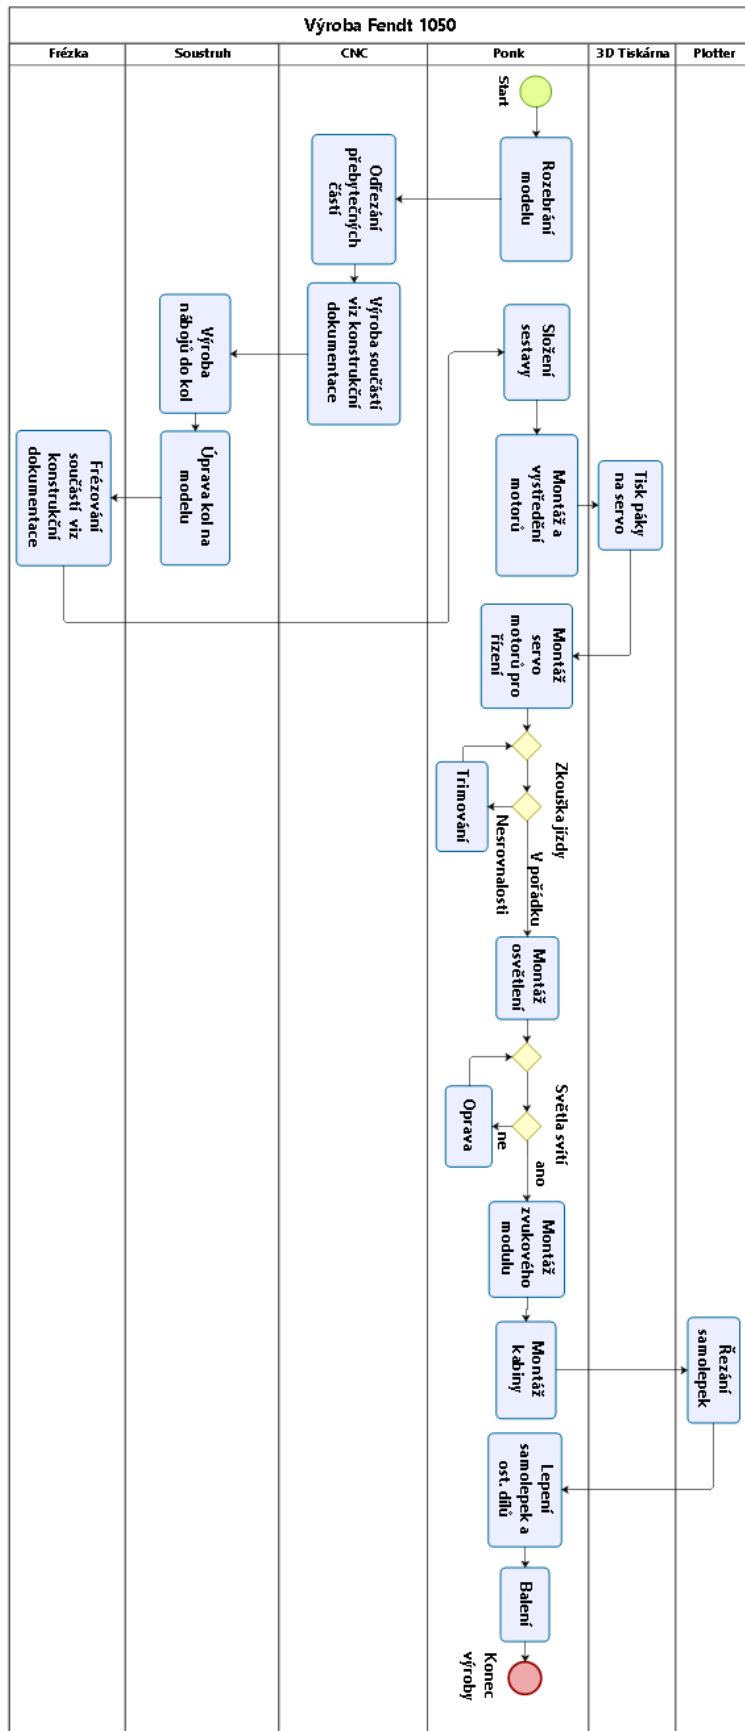 Výroba Fendt 1050
Frézka
Soustruh
CNC
Ponk
3D Tiskárna
Plotter
Start
Rozebrání
modelu
Odřezání
přebytečných
částí
Výroba součástí
viz konstrukční
dokumentace
Výroba
nábojů do kol
Úprava kol na
modelu
Frézování
součástí viz
konstrukční
dokumentace
Složení
sestavy
Montáž a
vystředění
motorů
Tisk páky
na servo
Montáž
servo
motorů pro
řízení
Zkouška jízdy
Trimování
Nesrovnalosti
V pořádku
Montáž
osvětlení
Světla svítí
Oprava
ne
ano
Montáž
zvukového
modulu
Montáž
kabiny
Řezání
samolepek
Lepení
samolepek a
ost. dílů
Balení
Konec
výroby